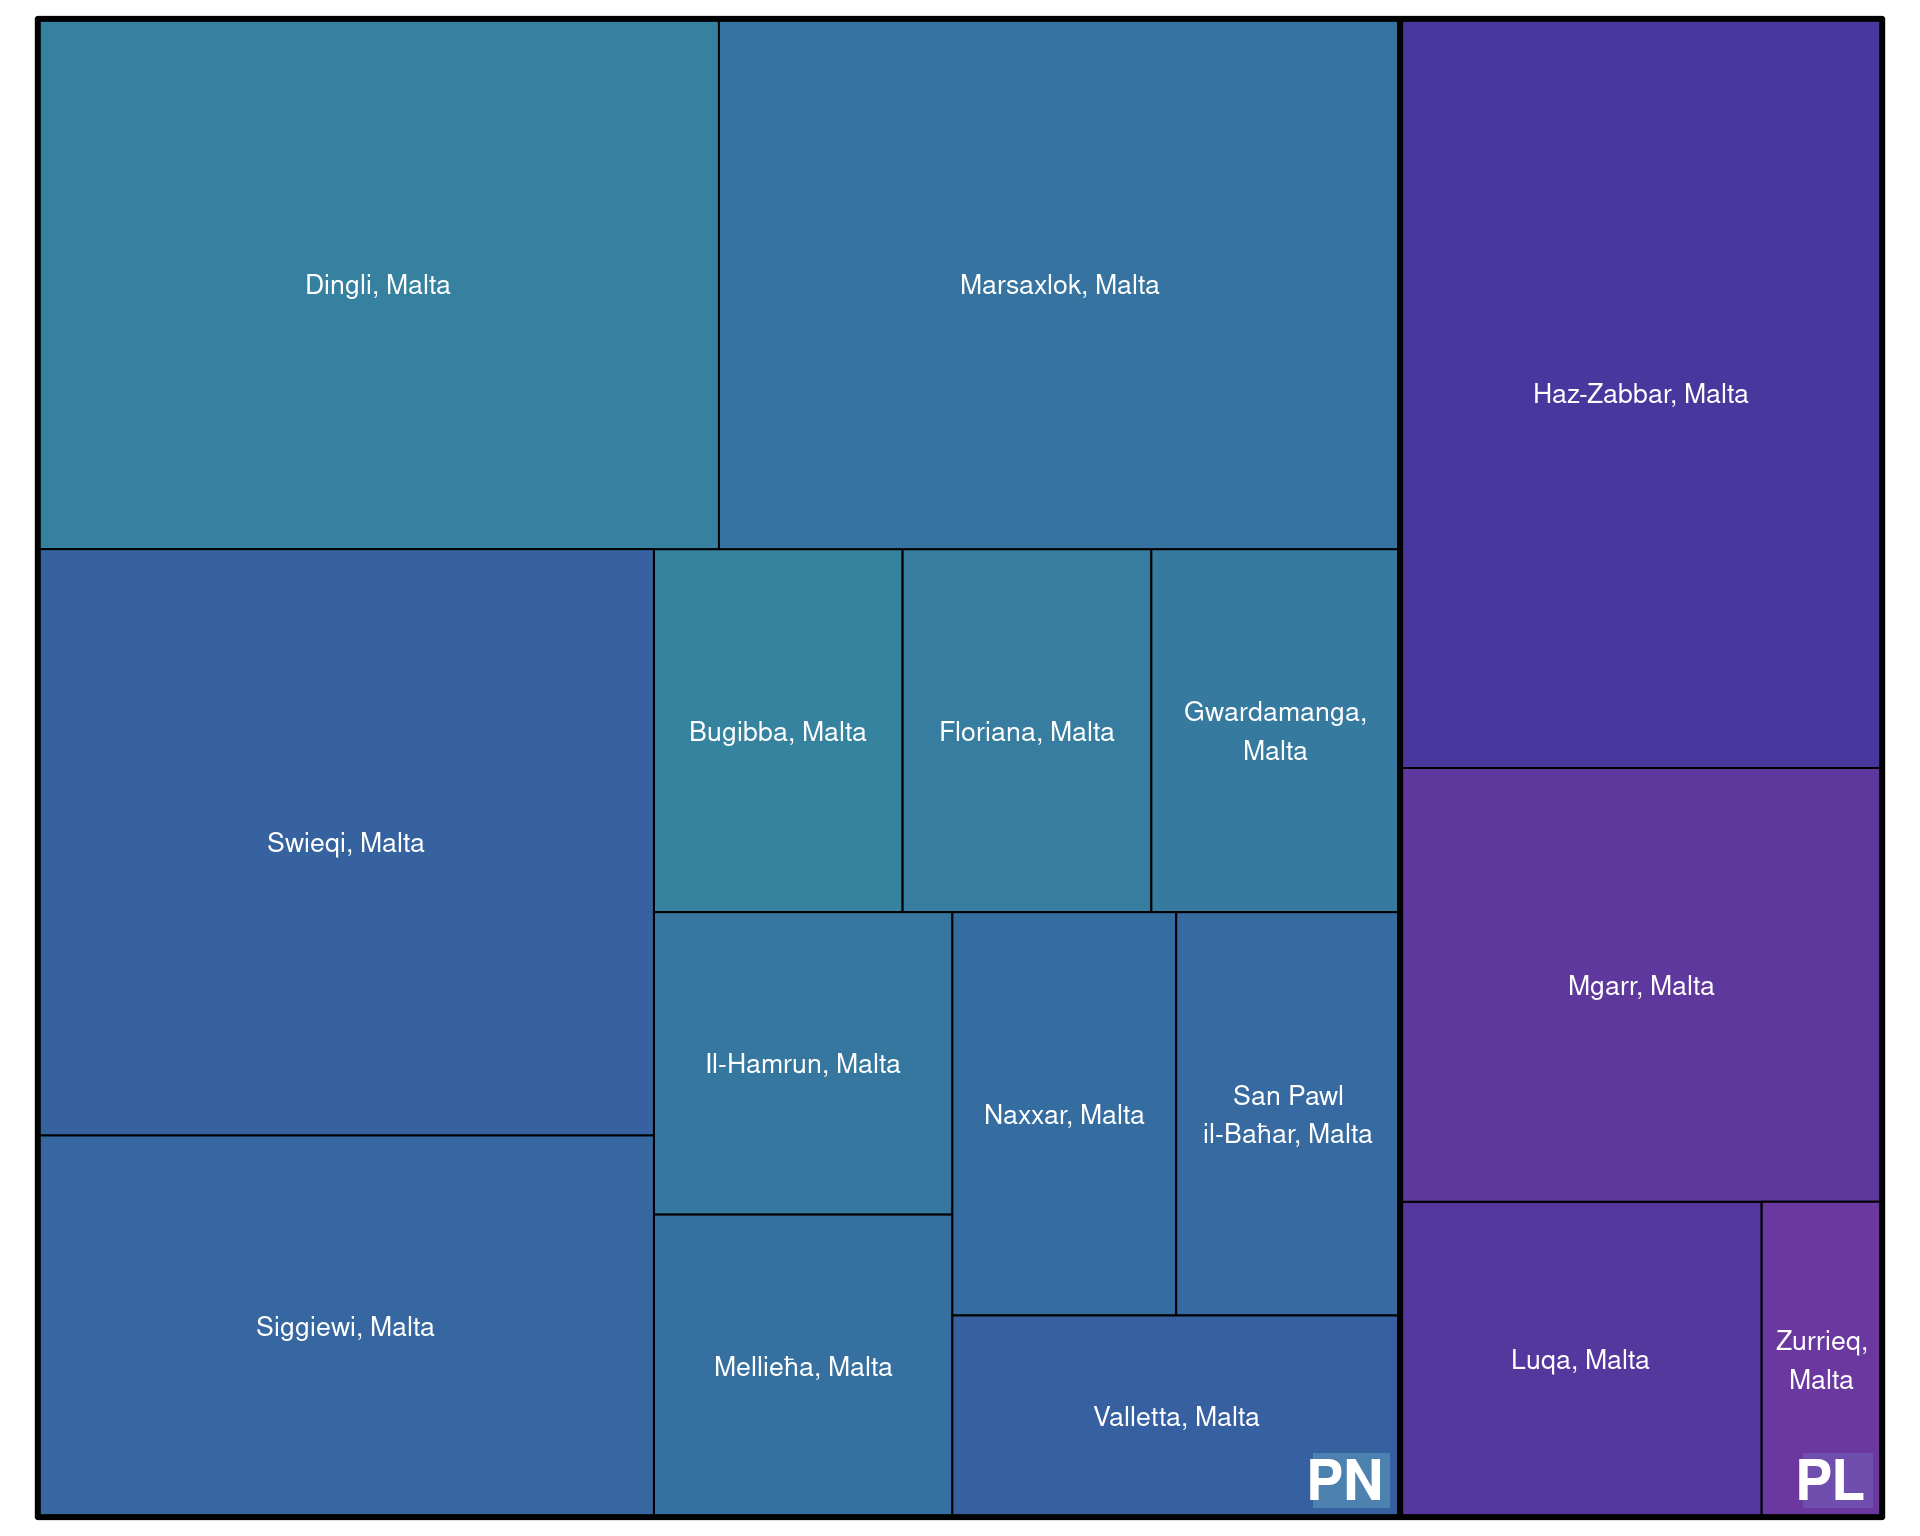 Dingli, Malta
Marsaxlok, Malta
Haz-Zabbar, Malta
Swieqi, Malta
Bugibba, Malta
Floriana, Malta
Gwardamanga,
Malta
Il-Hamrun, Malta
Naxxar, Malta
San Pawl
il-Baħar, Malta
Mgarr, Malta
Siggiewi, Malta
Mellieħa, Malta
Valletta, Malta
Luqa, Malta
Zurrieq,
Malta
PN
PL